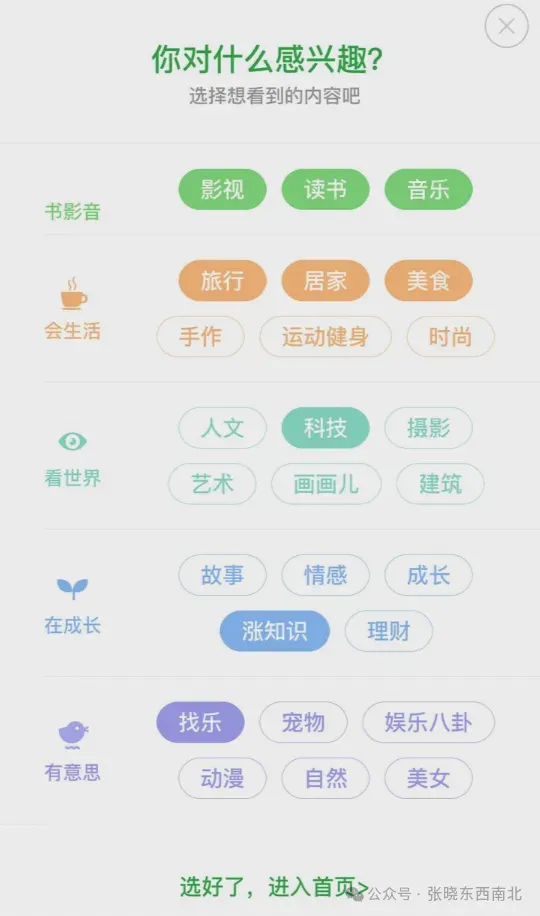 你对什么感兴趣?
选择想看到的内容吧
影视 读书 音乐
书影音
旅行 居家 美食
会生活
手作 运动健身 时尚
人文 科技 摄影
看世界
艺术 画画儿 建筑
故事 情感 成长
在成长
涨知识 理财
找乐 宠物 娱乐八卦
有意思
动漫 自然 美女
选好了，进入首页>
公众号 · 张晓东西南北